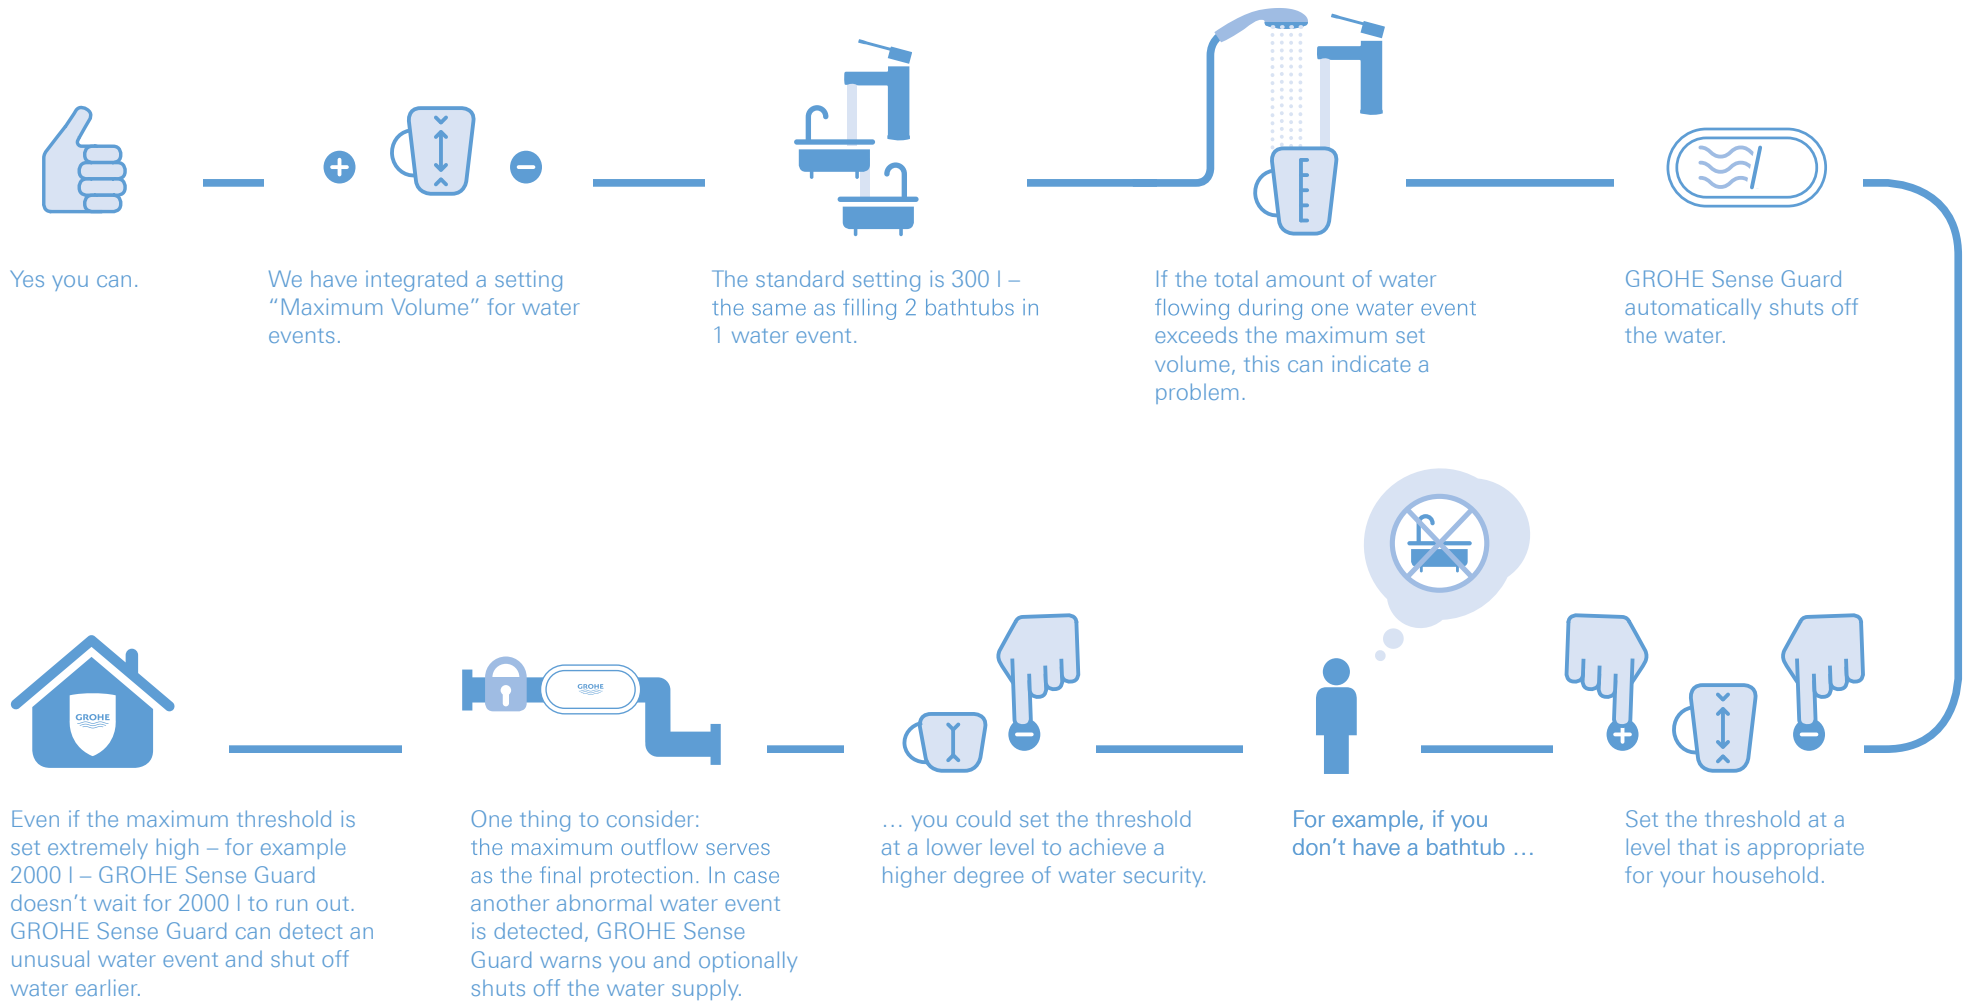 Yes you can.
We have integrated a setting
“Maximum Volume” for water
events.
The standard setting is 300 l –
the same as filling 2 bathtubs in
1 water event.
If the total amount of water
flowing during one water event
exceeds the maximum set
volume, this can indicate a
problem.
GROHE Sense Guard
automatically shuts off
the water.
Set the threshold at a
level that is appropriate
for your household.
For example, if you
don’t have a bathtub …
… you could set the threshold
at a lower level to achieve a
higher degree of water security.
GROHE
One thing to consider:
the maximum outflow serves
as the final protection. In case
another abnormal water event
is detected, GROHE Sense
Guard warns you and optionally
shuts off the water supply.
GROHE
Even if the maximum threshold is
set extremely high – for example
2000 l – GROHE Sense Guard
doesn’t wait for 2000 l to run out.
GROHE Sense Guard can detect an
unusual water event and shut off
water earlier.